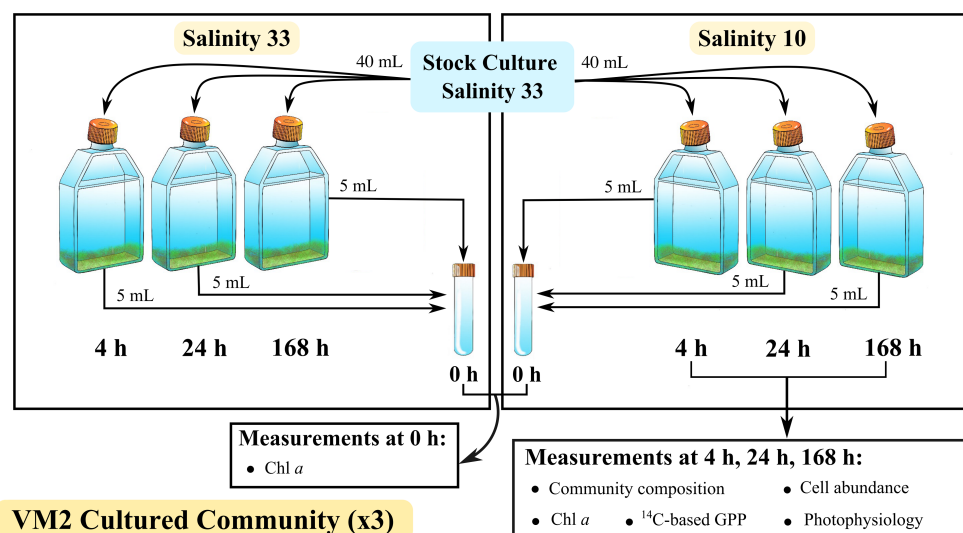 Salinity 33
Salinity 10
40 mL
Stock Culture
Salinity 33
40 mL
5 mL
5 mL
5 mL
5 mL
5 mL
5 mL
4 h
24 h
168 h
4 h
24 h
168 h
0 h
0 h
Measurements at 0 h:
• Chl a
Measurements at 4 h, 24 h, 168 h:
• Community composition
• Cell abundance
• Chl a
• ¹⁴C-based GPP
• Photophysiology
VM2 Cultured Community (x3)